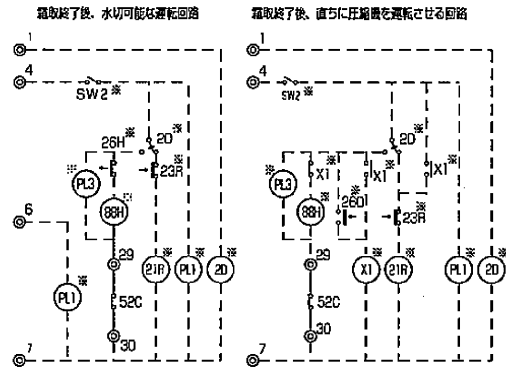 霜取終了後、水切可能な運転回路
1
4
SW2※
2D※
26H※
※
23R
※
PL3
※
88H
6
29
※
PL1
※
21R
※
PL1
※
2D
52C
30
7
霜取終了後、直ちに圧縮機を運転させる回路
1
4
SW2※
※
2D
※
X1
※
PL3
※
X1
※
X1
※
26D
※
23R
※
88H
29
※
X1
※
21R
※
PL1
※
2D
52C
30
7